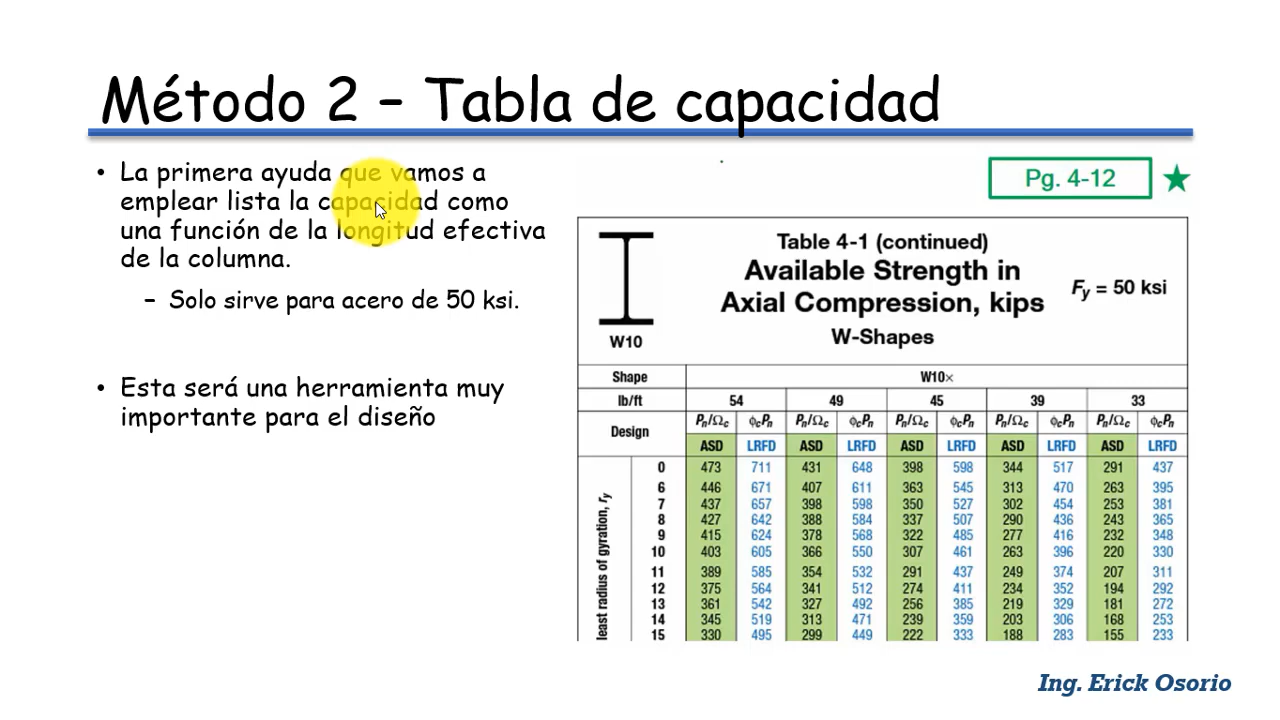 Método 2 – Tabla de capacidad
• La primera ayuda que vamos a
emplear lista la capacidad como
una función de la longitud efectiva
de la columna.
– Solo sirve para acero de 50 ksi.
• Esta será una herramienta muy
importante para el diseño
Pg. 4-12
Table 4-1 (continued)
Available Strength in
Axial Compression, kips
W-Shapes
Fy = 50 ksi
W10
Shape W10×
lb/ft 54 49 45 39 33
Design Pn/Ωc ϕcPn Pn/Ωc ϕcPn Pn/Ωc ϕcPn Pn/Ωc ϕcPn Pn/Ωc ϕcPn
ASD LRFD ASD LRFD ASD LRFD ASD LRFD ASD LRFD
least radius of gyration, ry
0 473 711 431 648 398 598 344 517 291 437
6 446 671 407 611 363 545 313 470 263 395
7 437 657 398 598 350 527 302 454 253 381
8 427 642 388 584 337 507 290 436 243 365
9 415 624 378 568 322 485 277 416 232 348
10 403 605 366 550 307 461 263 396 220 330
11 389 585 354 532 291 437 249 374 207 311
12 375 564 341 512 274 411 234 352 194 292
13 361 542 327 492 256 385 219 329 181 272
14 345 519 313 471 239 359 203 306 168 253
15 330 495 299 449 222 333 188 283 155 233
Ing. Erick Osorio